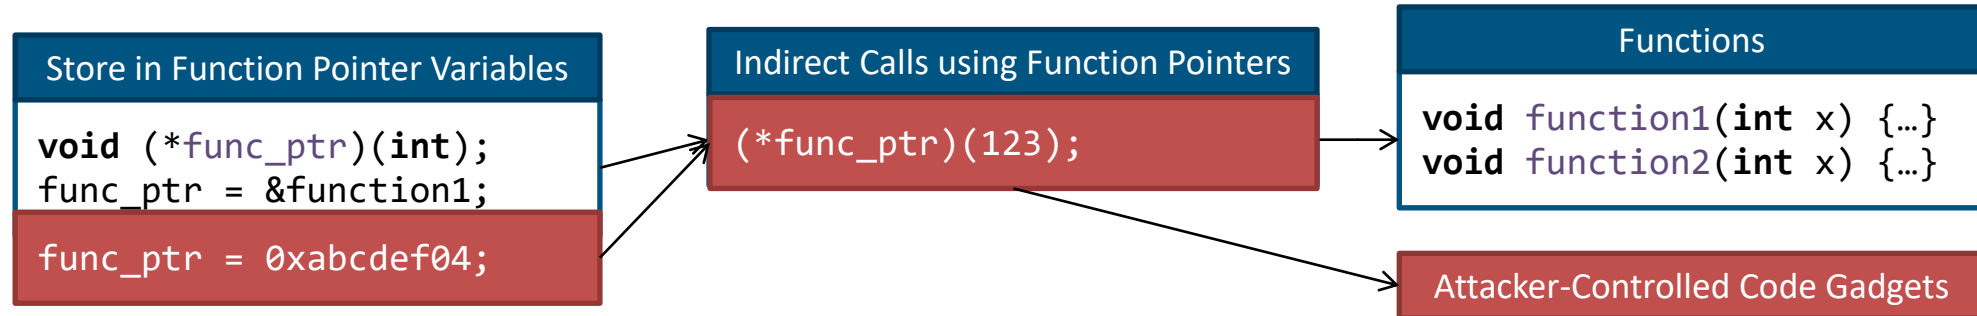 Store in Function Pointer Variables
void (*func_ptr)(int);
func_ptr = &function1;
func_ptr = 0xabcdef04;
Indirect Calls using Function Pointers
(*func_ptr)(123);
Functions
void function1(int x) {…}
void function2(int x) {…}
Attacker-Controlled Code Gadgets